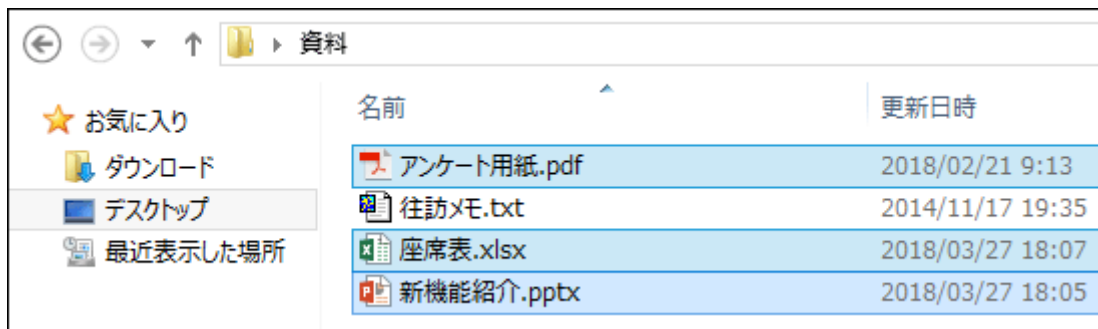 資料
お気に入り
ダウンロード
デスクトップ
最近表示した場所
名前 更新日時
アンケート用紙.pdf 2018/02/21 9:13
往訪メモ.txt 2014/11/17 19:35
座席表.xlsx 2018/03/27 18:07
新機能紹介.pptx 2018/03/27 18:05